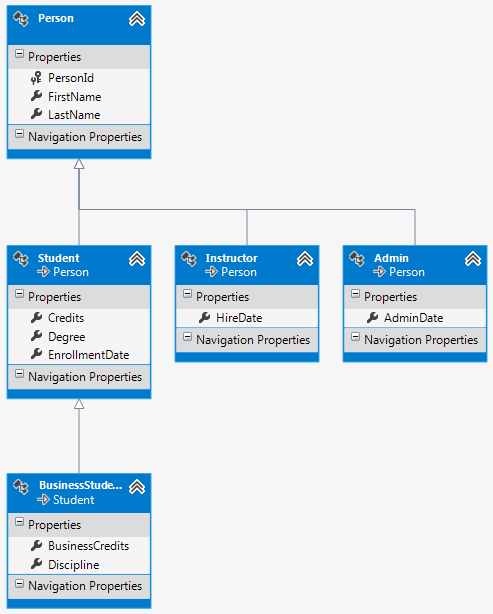 Person
Properties
PersonId
FirstName
LastName
Navigation Properties
Student
Person
Properties
Credits
Degree
EnrollmentDate
Navigation Properties
Instructor
Person
Properties
HireDate
Navigation Properties
Admin
Person
Properties
AdminDate
Navigation Properties
BusinessStude...
Student
Properties
BusinessCredits
Discipline
Navigation Properties